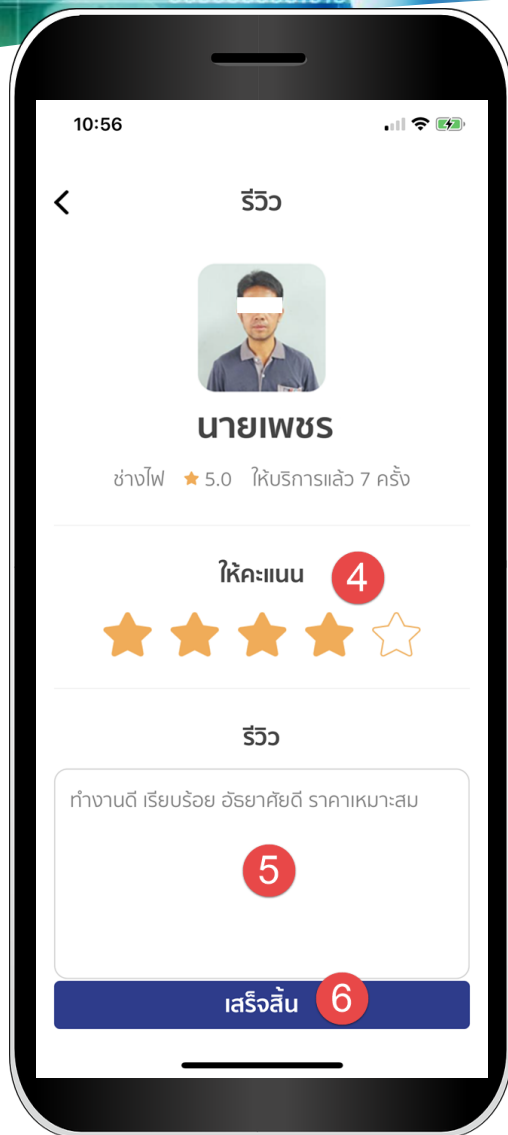 10:56
รีวิว
นายเพชร
ช่างไฟ 5.0 ให้บริการแล้ว 7 ครั้ง
ให้คะแนน 4
รีวิว
ทำงานดี เรียบร้อย อัธยาศัยดี ราคาเหมาะสม
5
เสร็จสิ้น 6